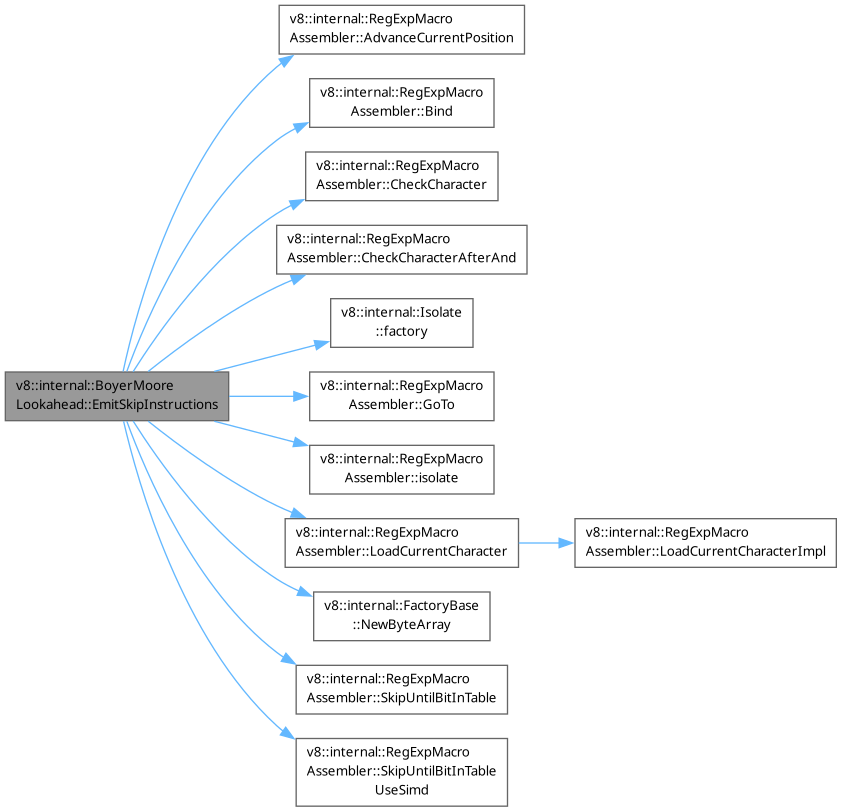 v8::internal::RegExpMacro
Assembler::AdvanceCurrentPosition
v8::internal::RegExpMacro
Assembler::Bind
v8::internal::RegExpMacro
Assembler::CheckCharacter
v8::internal::RegExpMacro
Assembler::CheckCharacterAfterAnd
v8::internal::Isolate
::factory
v8::internal::BoyerMoore
Lookahead::EmitSkipInstructions
v8::internal::RegExpMacro
Assembler::GoTo
v8::internal::RegExpMacro
Assembler::isolate
v8::internal::RegExpMacro
Assembler::LoadCurrentCharacter
v8::internal::RegExpMacro
Assembler::LoadCurrentCharacterImpl
v8::internal::FactoryBase
::NewByteArray
v8::internal::RegExpMacro
Assembler::SkipUntilBitInTable
v8::internal::RegExpMacro
Assembler::SkipUntilBitInTable
UseSimd